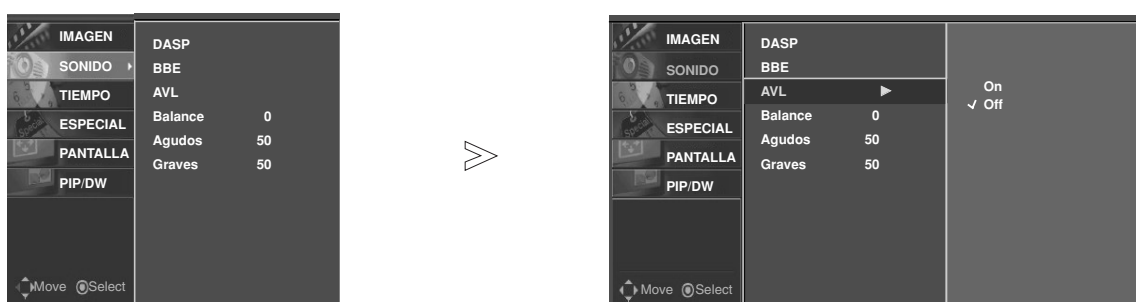 IMAGEN
SONIDO
TIEMPO
ESPECIAL
PANTALLA
PIP/DW
Move Select
DASP
BBE
AVL
Balance 0
Agudos 50
Graves 50
IMAGEN
SONIDO
TIEMPO
ESPECIAL
PANTALLA
PIP/DW
Move Select
DASP
BBE
AVL
Balance 0
Agudos 50
Graves 50
On
Off